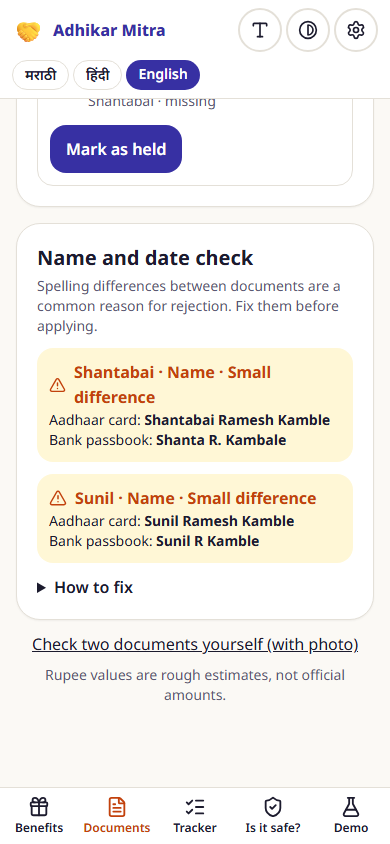 Adhikar Mitra
मराठी
हिंदी
English
Shantabai · missing
Mark as held
Name and date check
Spelling differences between documents are a
common reason for rejection. Fix them before
applying.
Shantabai · Name · Small
difference
Aadhaar card: Shantabai Ramesh Kamble
Bank passbook: Shanta R. Kambale
Sunil · Name · Small difference
Aadhaar card: Sunil Ramesh Kamble
Bank passbook: Sunil R Kamble
How to fix
Check two documents yourself (with photo)
Rupee values are rough estimates, not official
amounts.
Benefits
Documents
Tracker
Is it safe?
Demo